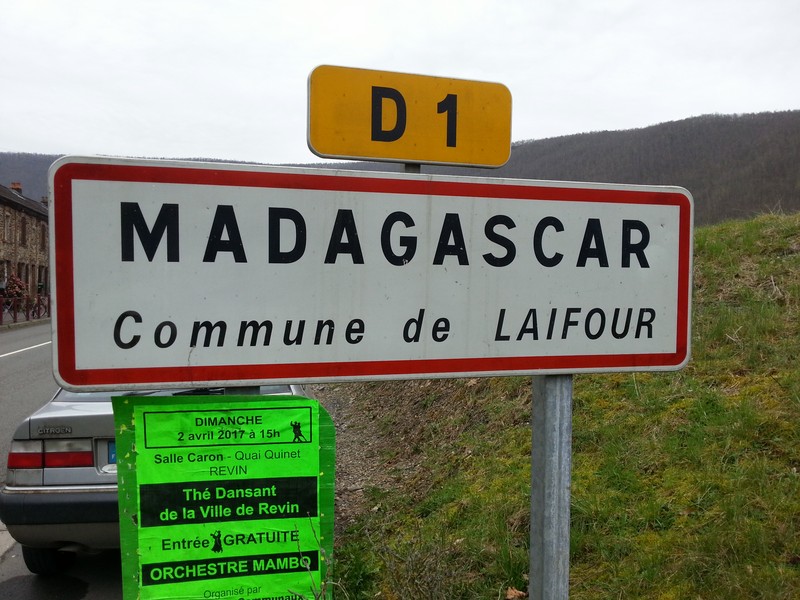 D 1
MADAGASCAR
Commune de LAIFOUR
CITROËN
DIMANCHE
2 avril 2017 à 15h
Salle Caron - Quai Quinet
REVIN
Thé Dansant
de la Ville de Revin
Entrée GRATUITE
ORCHESTRE MAMBO
Organisé par